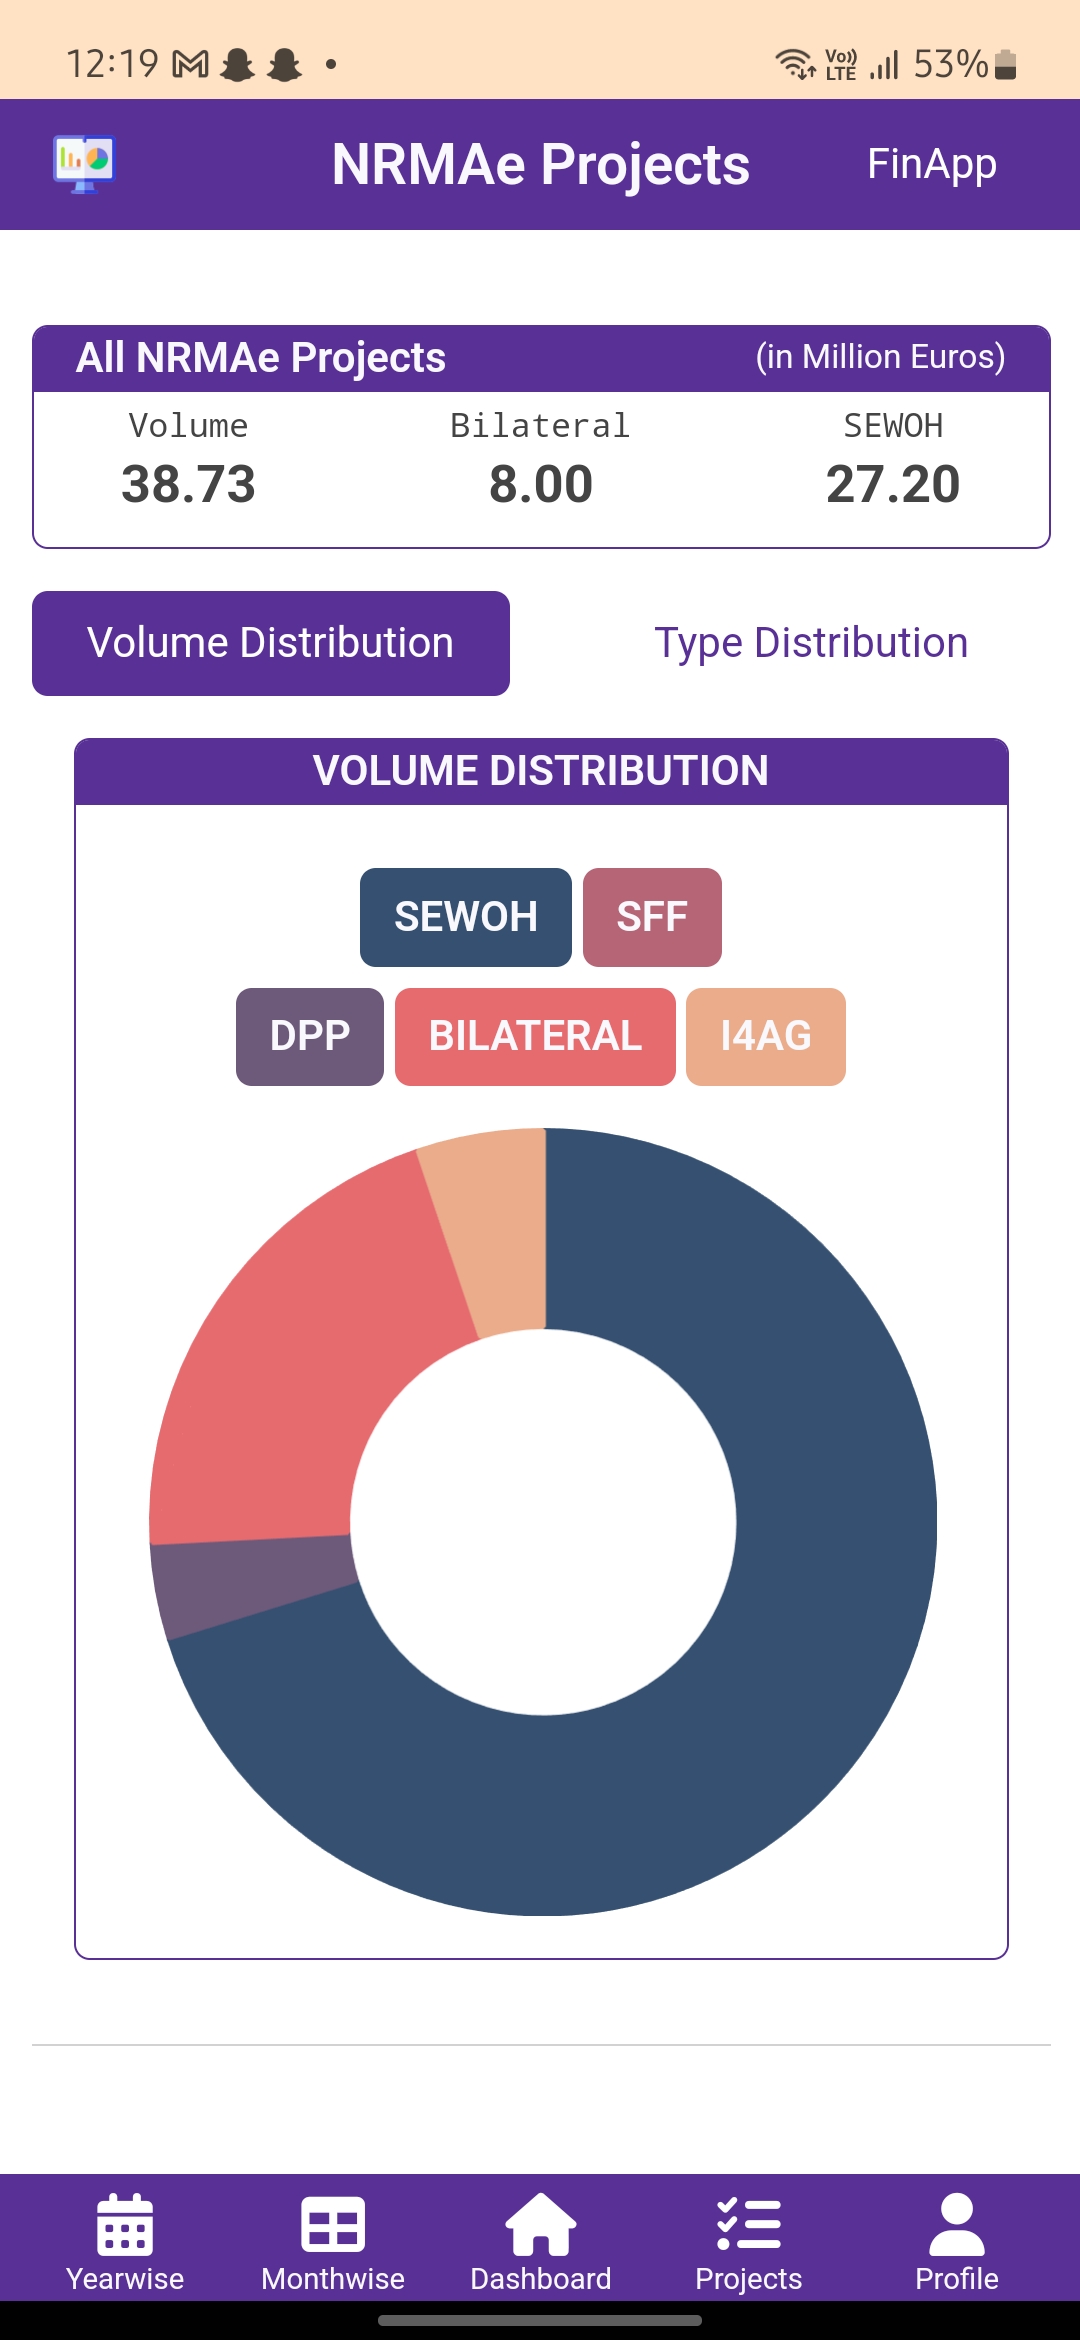 12:19 Vo)) LTE 53%
NRMAe Projects FinApp
All NRMAe Projects (in Million Euros)
Volume Bilateral SEWOH
38.73 8.00 27.20
Volume Distribution Type Distribution
VOLUME DISTRIBUTION
SEWOH SFF
DPP BILATERAL I4AG
Yearwise Monthwise Dashboard Projects Profile